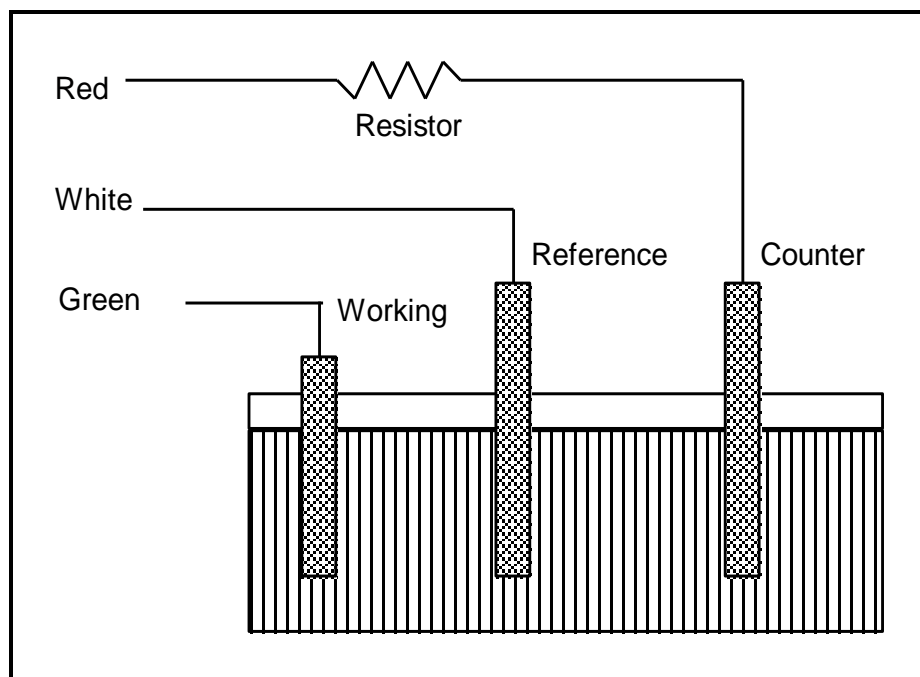 Red
Resistor
White
Reference
Counter
Green
Working